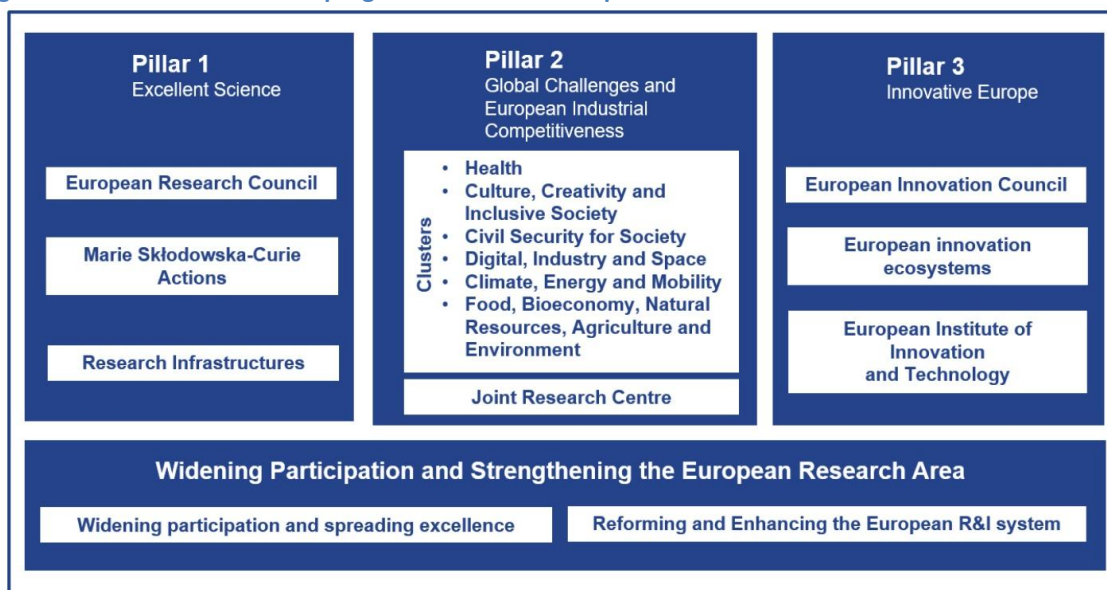 Pillar 1
Excellent Science
European Research Council
Marie Skłodowska-Curie
Actions
Research Infrastructures
Pillar 2
Global Challenges and
European Industrial
Competitiveness
Clusters
• Health
• Culture, Creativity and
Inclusive Society
• Civil Security for Society
• Digital, Industry and Space
• Climate, Energy and Mobility
• Food, Bioeconomy, Natural
Resources, Agriculture and
Environment
Joint Research Centre
Pillar 3
Innovative Europe
European Innovation Council
European innovation
ecosystems
European Institute of
Innovation
and Technology
Widening Participation and Strengthening the European Research Area
Widening participation and spreading excellence
Reforming and Enhancing the European R&I system